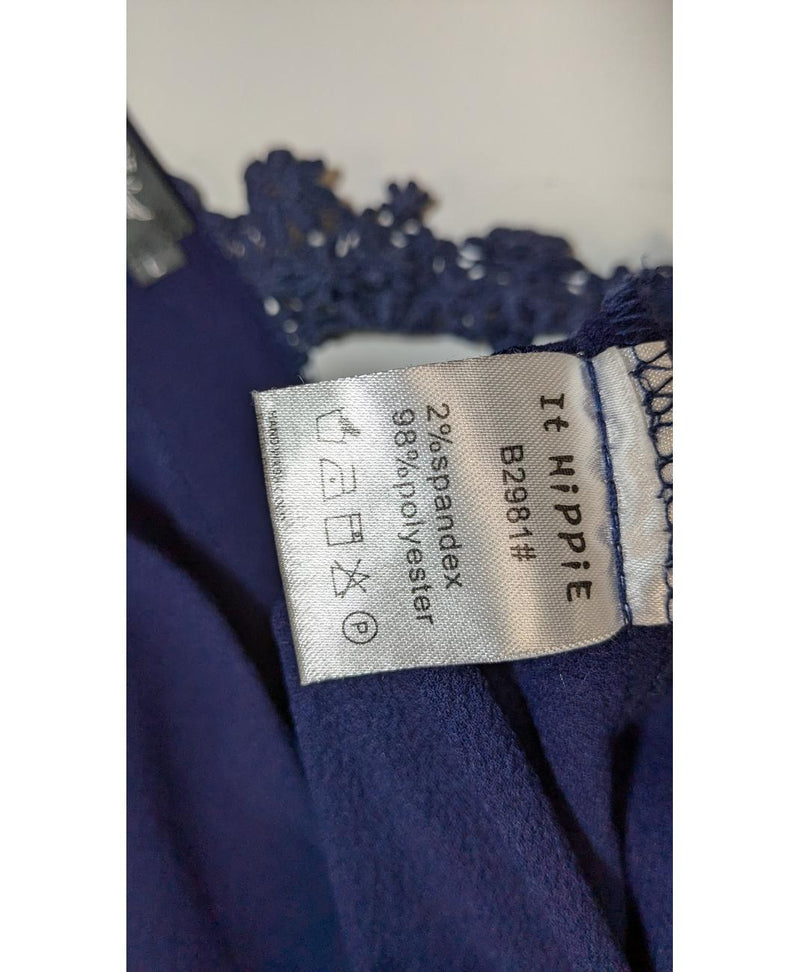 It HiPPiE
B2981#
2%spandex
98%polyester
P